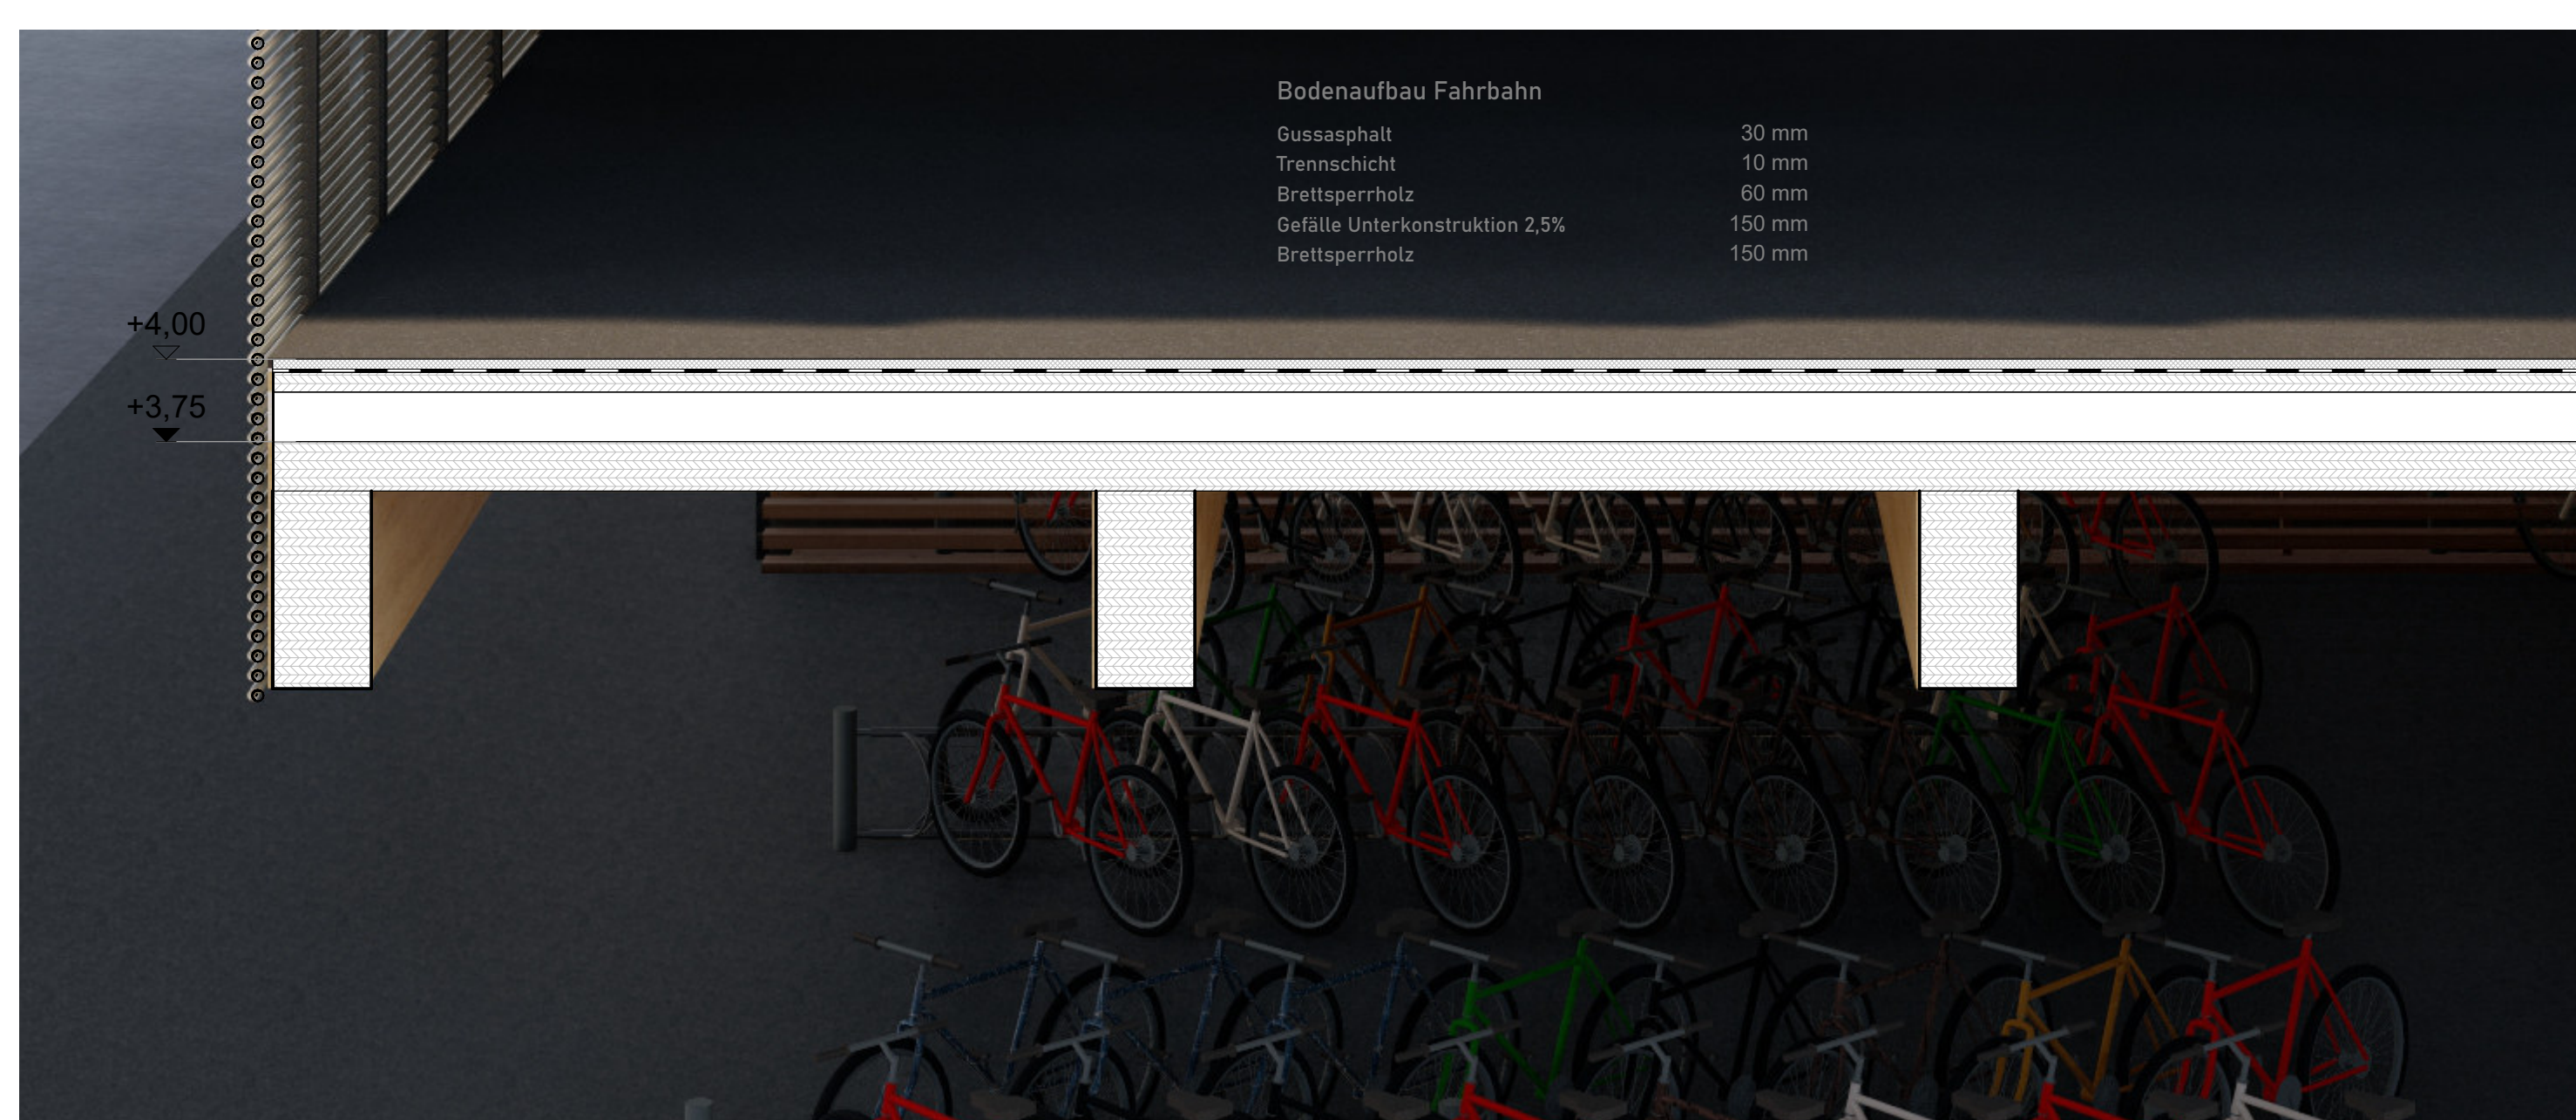 Bodenaufbau Fahrbahn
Gussasphalt 30 mm
Trennschicht 10 mm
Brettsperrholz 60 mm
Gefälle Unterkonstruktion 2,5% 150 mm
Brettsperrholz 150 mm
+4,00
+3,75